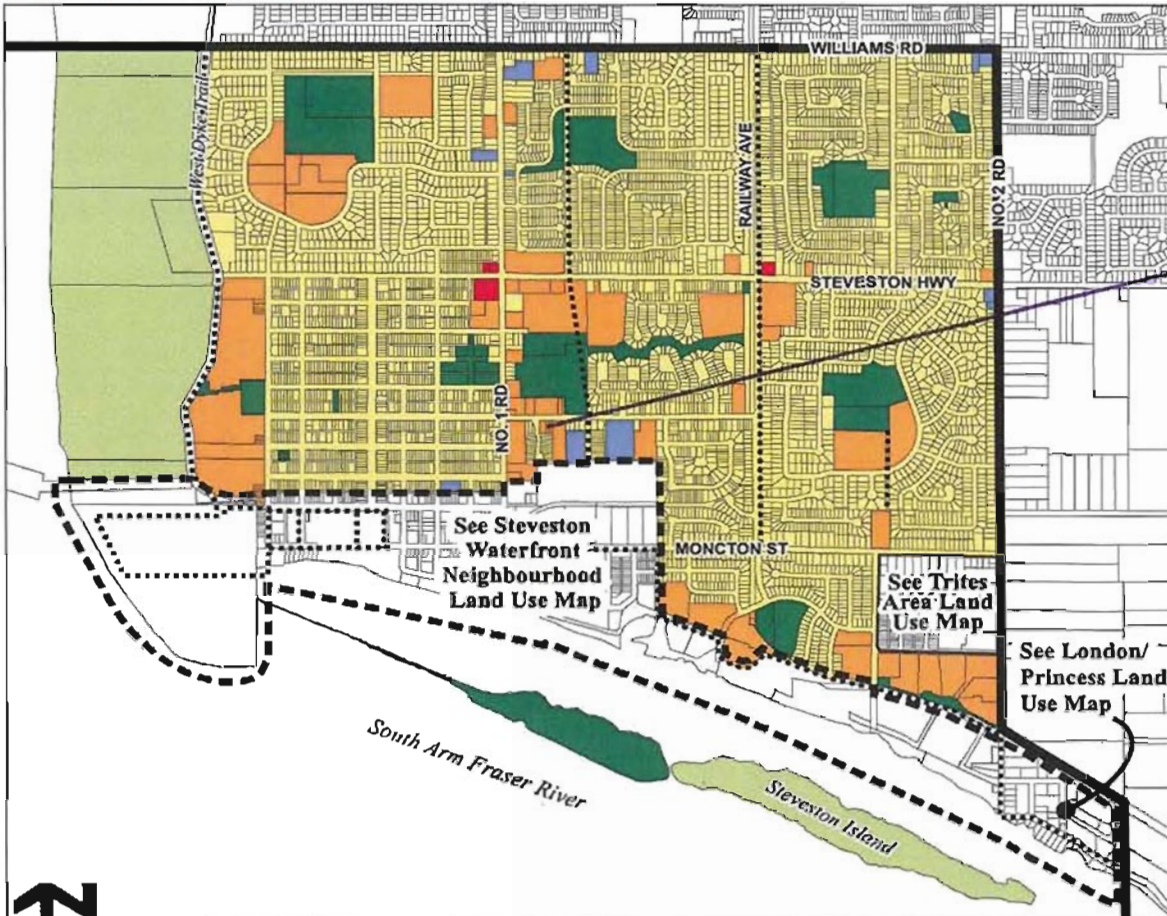 WILLIAMS RD
West Dyke Trail
RAILWAY AVE
NO. 2 RD
STEVESTON HWY
NO. 1 RD
See Steveston
Waterfront
Neighbourhood
Land Use Map
MONCTON ST
See Trites
Area Land
Use Map
See London/
Princess Land
Use Map
South Arm Fraser River
Steveston Island
N